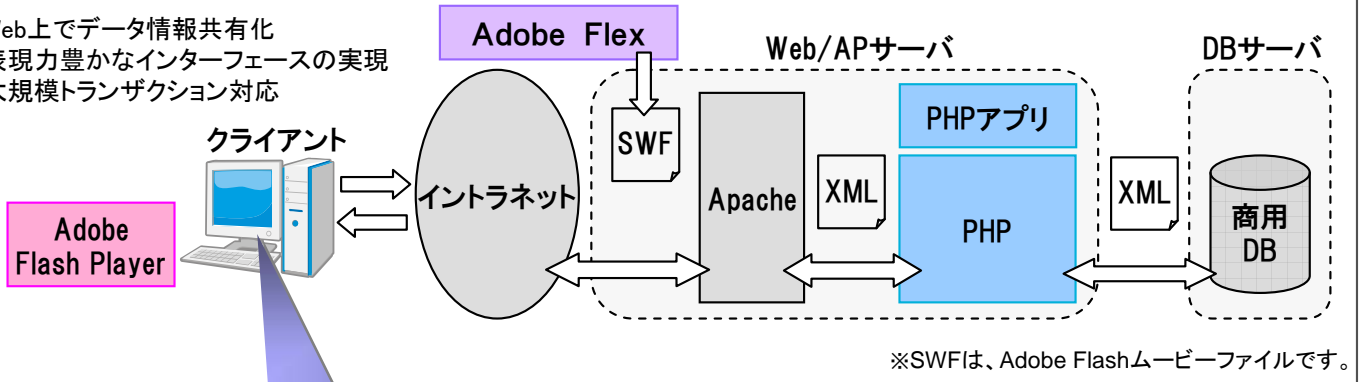 eb上でデータ情報共有化
表現力豊かなインターフェースの実現
大規模トランザクション対応
Adobe Flex
Web/APサーバ
DBサーバ
クライアント
SWF
PHPアプリ
イントラネット
Apache
XML
PHP
XML
商用
DB
Adobe
Flash Player
※SWFは、Adobe Flashムービーファイルです。